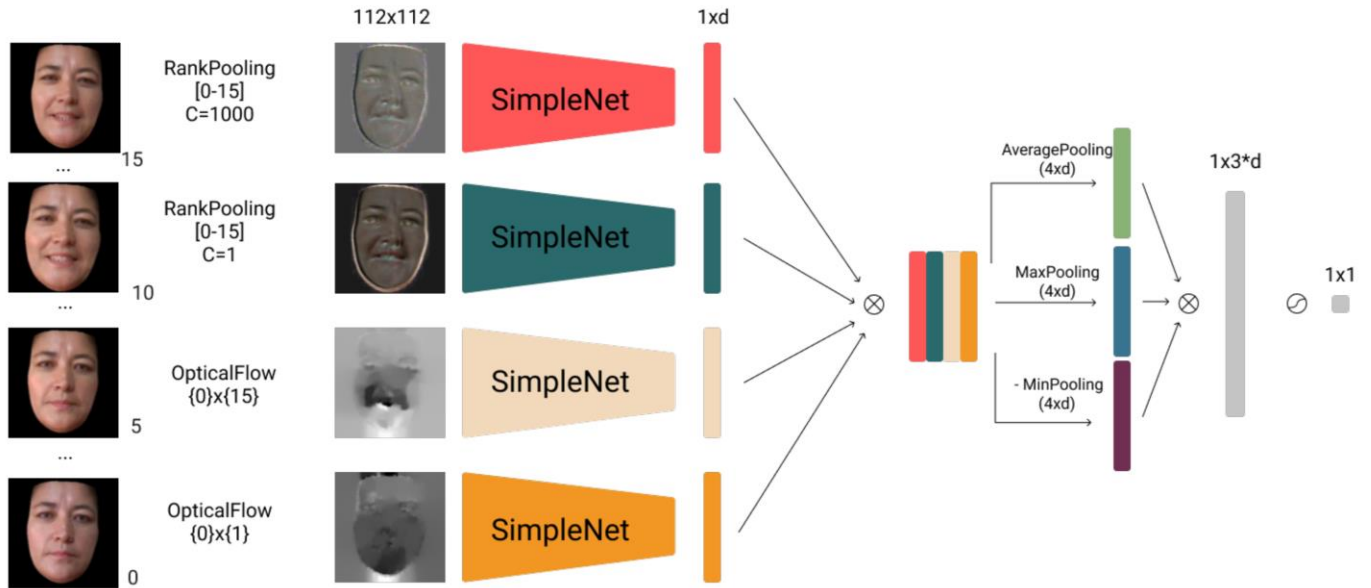 112x112
1xd
RankPooling
[0-15]
C=1000
SimpleNet
15
...
RankPooling
[0-15]
C=1
SimpleNet
10
...
OpticalFlow
{0}x{15}
SimpleNet
5
...
OpticalFlow
{0}x{1}
SimpleNet
0
AveragePooling
(4xd)
MaxPooling
(4xd)
- MinPooling
(4xd)
1x3*d
1x1